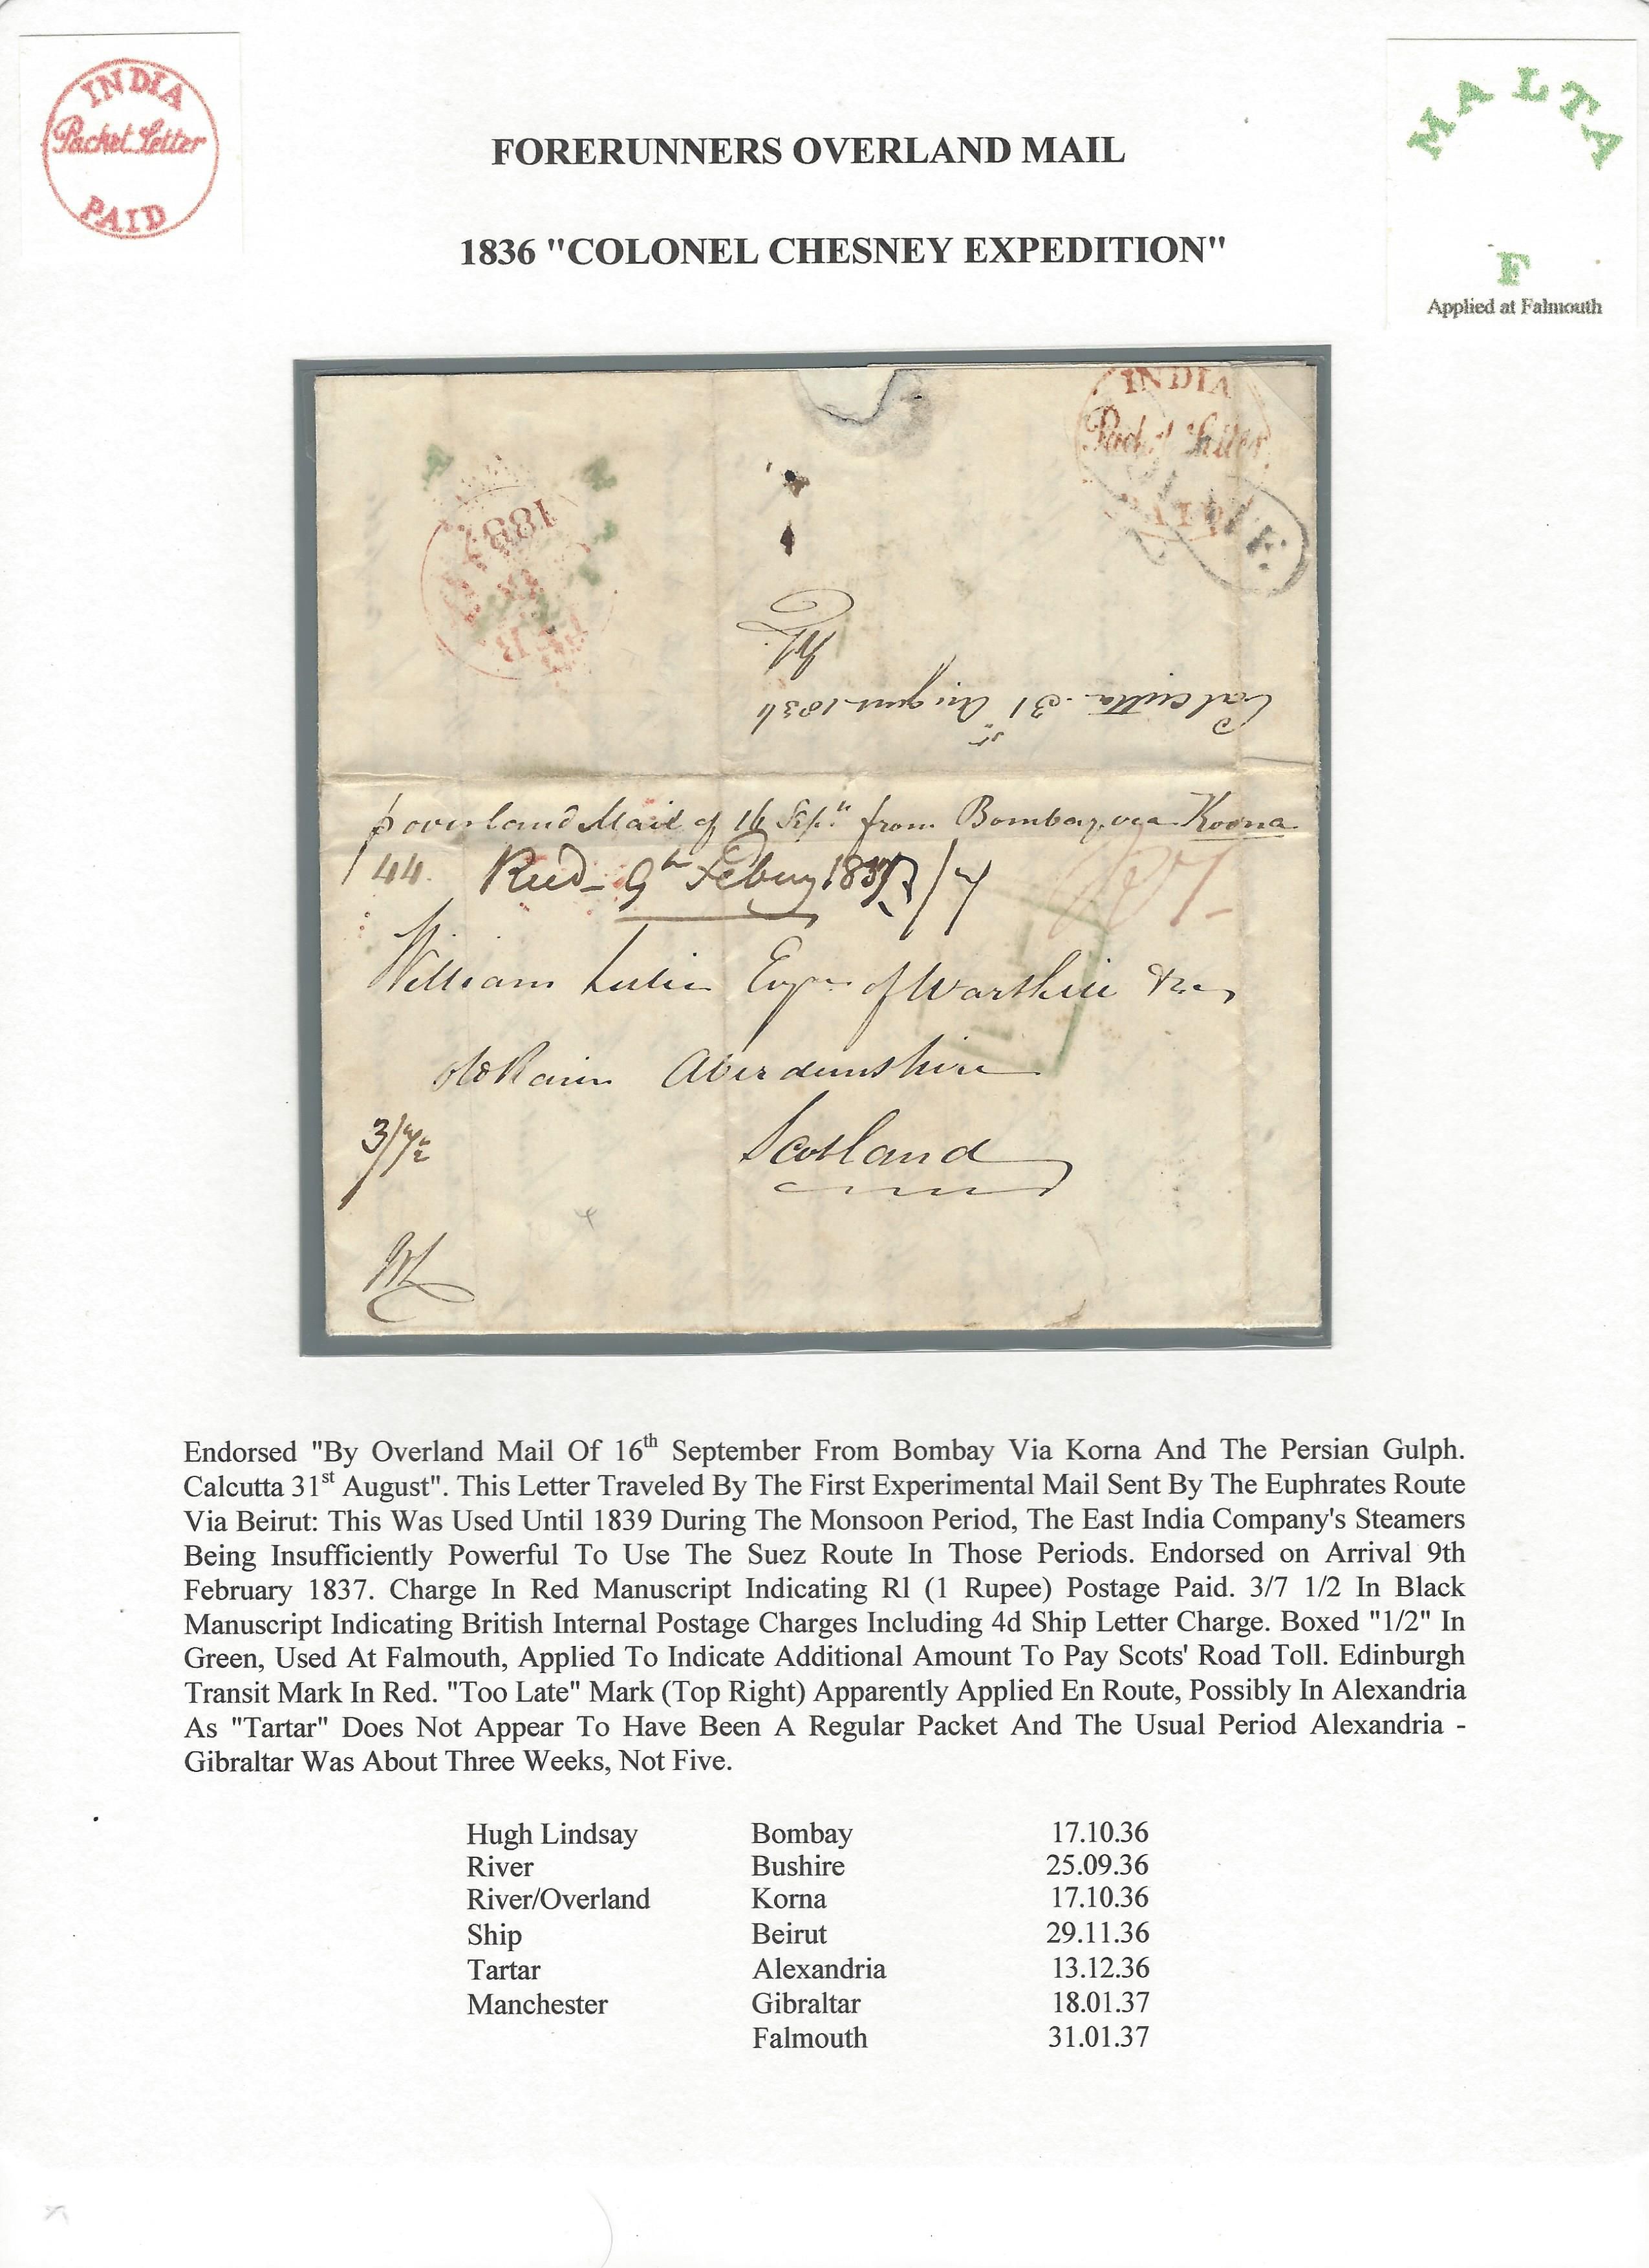 INDIA
Packet Letter
PAID
MALTA
F
Applied at Falmouth
FORERUNNERS OVERLAND MAIL
1836 "COLONEL CHESNEY EXPEDITION"
INDIA
Packet Letter
PAID
1837
FEB
Calcutta 31st August 1836
p overland Mail of 16 Sepr. from Bombay via Korna
44. Recd 9th Feby 1837
William Leslie Esqre of Warthill
Aberdeenshire
3/7½
Scotland
Endorsed "By Overland Mail Of 16th September From Bombay Via Korna And The Persian Gulph.
Calcutta 31st August". This Letter Traveled By The First Experimental Mail Sent By The Euphrates Route
Via Beirut: This Was Used Until 1839 During The Monsoon Period, The East India Company's Steamers
Being Insufficiently Powerful To Use The Suez Route In Those Periods. Endorsed on Arrival 9th
February 1837. Charge In Red Manuscript Indicating Rl (1 Rupee) Postage Paid. 3/7 1/2 In Black
Manuscript Indicating British Internal Postage Charges Including 4d Ship Letter Charge. Boxed "1/2" In
Green, Used At Falmouth, Applied To Indicate Additional Amount To Pay Scots' Road Toll. Edinburgh
Transit Mark In Red. "Too Late" Mark (Top Right) Apparently Applied En Route, Possibly In Alexandria
As "Tartar" Does Not Appear To Have Been A Regular Packet And The Usual Period Alexandria -
Gibraltar Was About Three Weeks, Not Five.
Hugh Lindsay Bombay 17.10.36
River Bushire 25.09.36
River/Overland Korna 17.10.36
Ship Beirut 29.11.36
Tartar Alexandria 13.12.36
Manchester Gibraltar 18.01.37
Falmouth 31.01.37